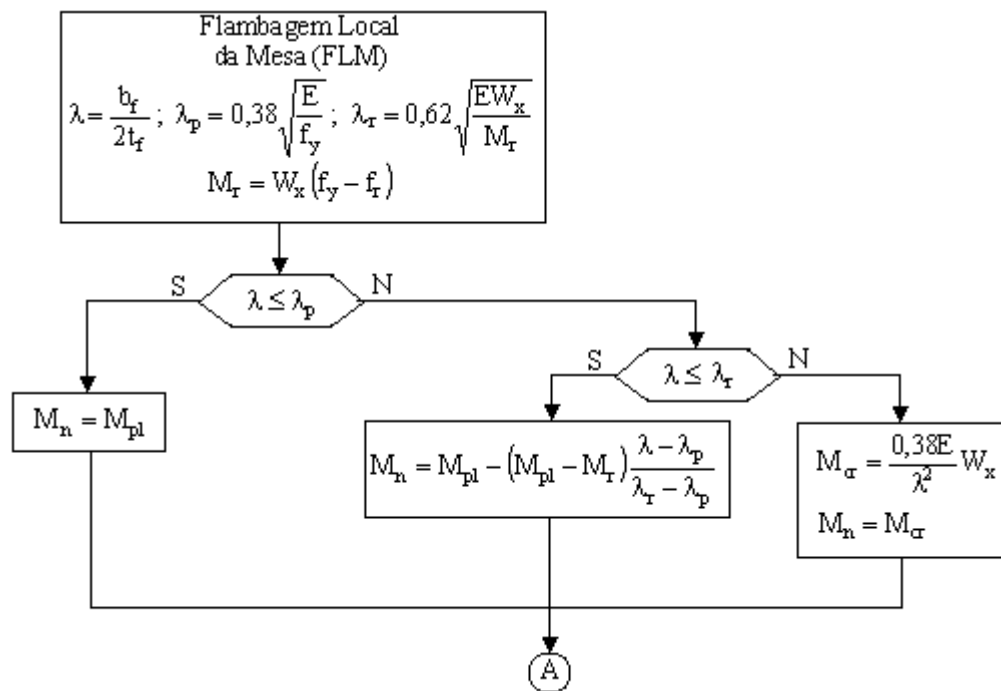 Flambagem Local
da Mesa (FLM)
λ = b_f / 2t_f ; λ_p = 0,38 √(E / f_y) ; λ_r = 0,62 √(EW_x / M_r)
M_r = W_x (f_y − f_r)
S λ ≤ λ_p N
S λ ≤ λ_r N
M_n = M_pl
M_n = M_pl − (M_pl − M_r) (λ − λ_p) / (λ_r − λ_p)
M_cr = (0,38E / λ²) W_x
M_n = M_cr
A